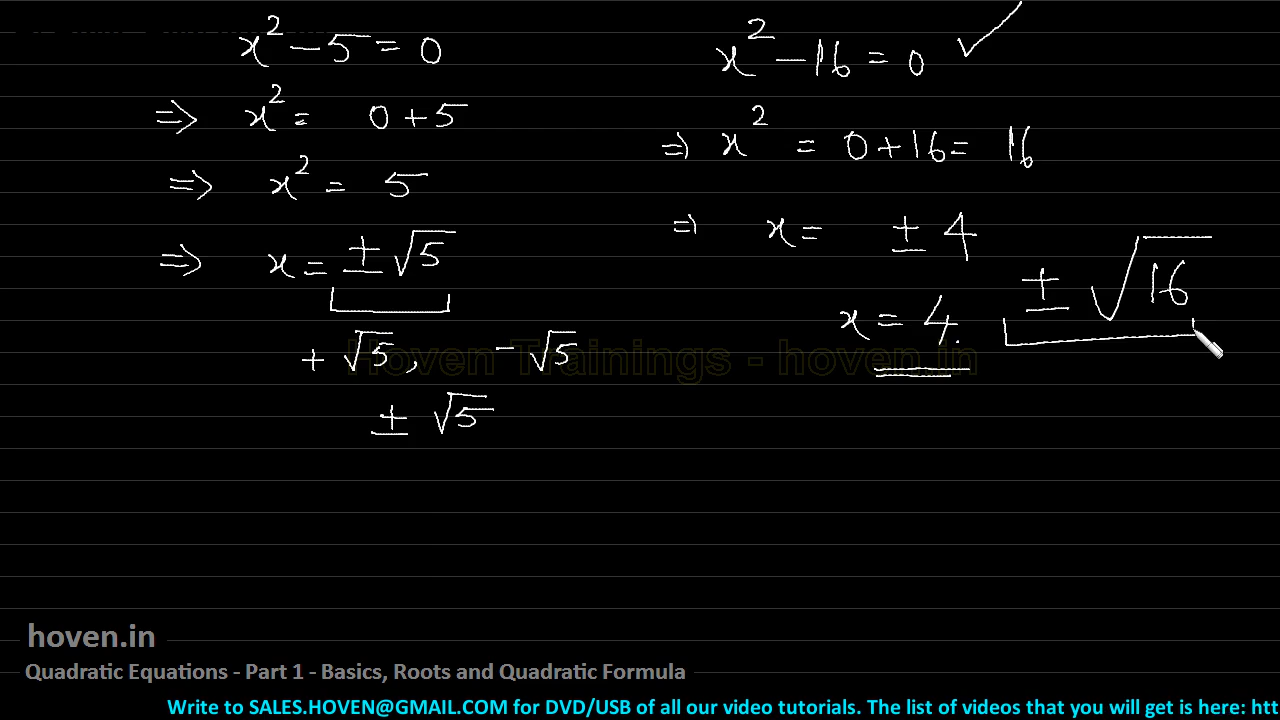 x² - 5 = 0
⇒ x² = 0 + 5
⇒ x² = 5
⇒ x = ± √5
+ √5, - √5
± √5
x² - 16 = 0 ✓
⇒ x² = 0 + 16 = 16
⇒ x = ± 4
± √16
x = 4.
Hoven Trainings - hoven.in
hoven.in
Quadratic Equations - Part 1 - Basics, Roots and Quadratic Formula
Write to SALES.HOVEN@GMAIL.COM for DVD/USB of all our video tutorials. The list of videos that you will get is here: htt